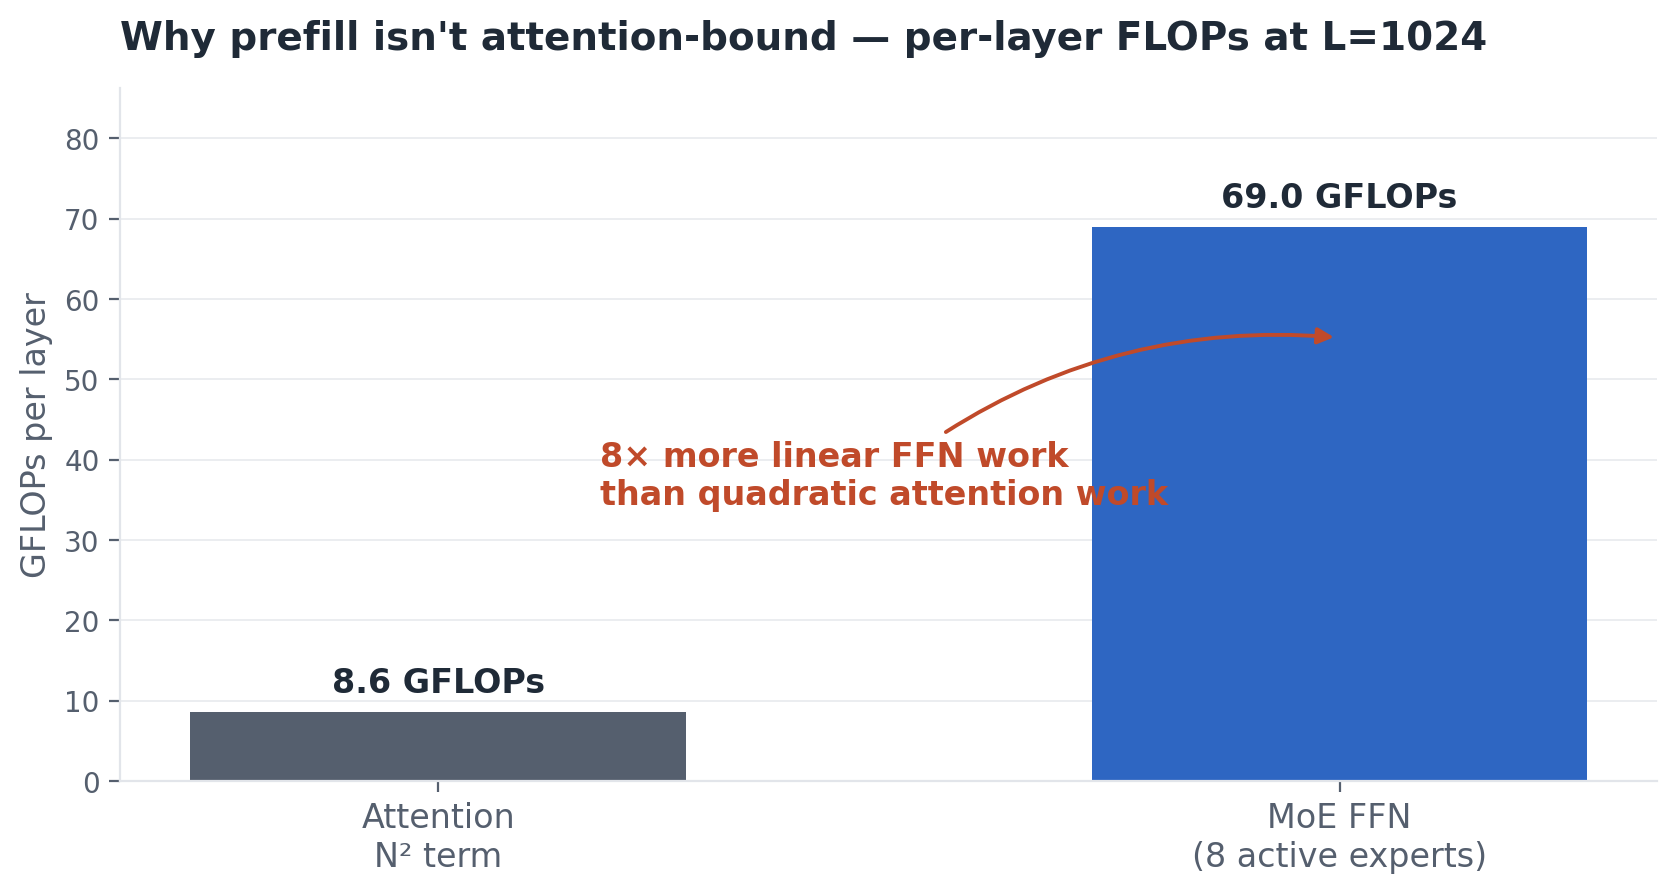 Why prefill isn't attention-bound — per-layer FLOPs at L=1024
GFLOPs per layer
80
70
60
50
40
30
20
10
0
69.0 GFLOPs
8× more linear FFN work
than quadratic attention work
8.6 GFLOPs
Attention
N² term
MoE FFN
(8 active experts)